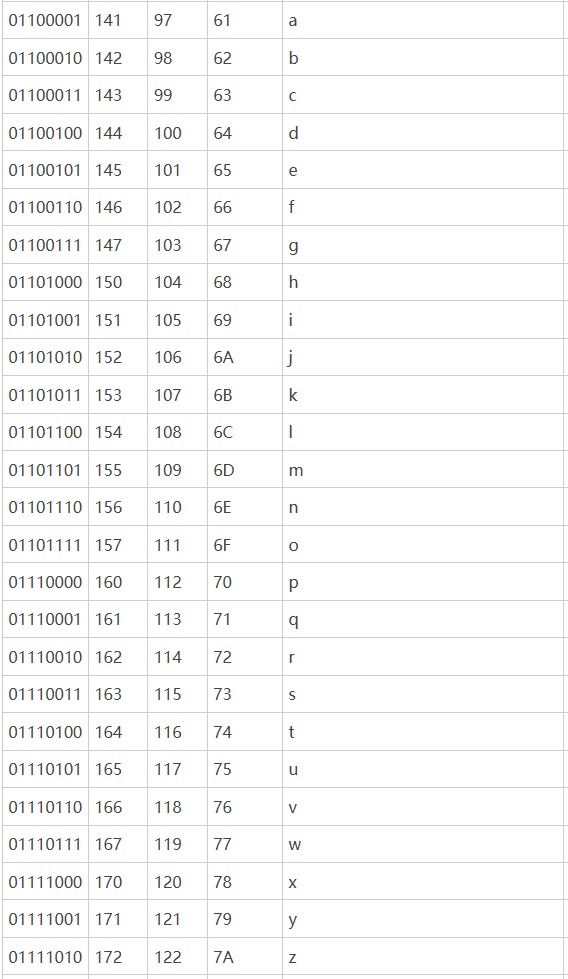 01100001 141 97 61 a
01100010 142 98 62 b
01100011 143 99 63 c
01100100 144 100 64 d
01100101 145 101 65 e
01100110 146 102 66 f
01100111 147 103 67 g
01101000 150 104 68 h
01101001 151 105 69 i
01101010 152 106 6A j
01101011 153 107 6B k
01101100 154 108 6C l
01101101 155 109 6D m
01101110 156 110 6E n
01101111 157 111 6F o
01110000 160 112 70 p
01110001 161 113 71 q
01110010 162 114 72 r
01110011 163 115 73 s
01110100 164 116 74 t
01110101 165 117 75 u
01110110 166 118 76 v
01110111 167 119 77 w
01111000 170 120 78 x
01111001 171 121 79 y
01111010 172 122 7A z